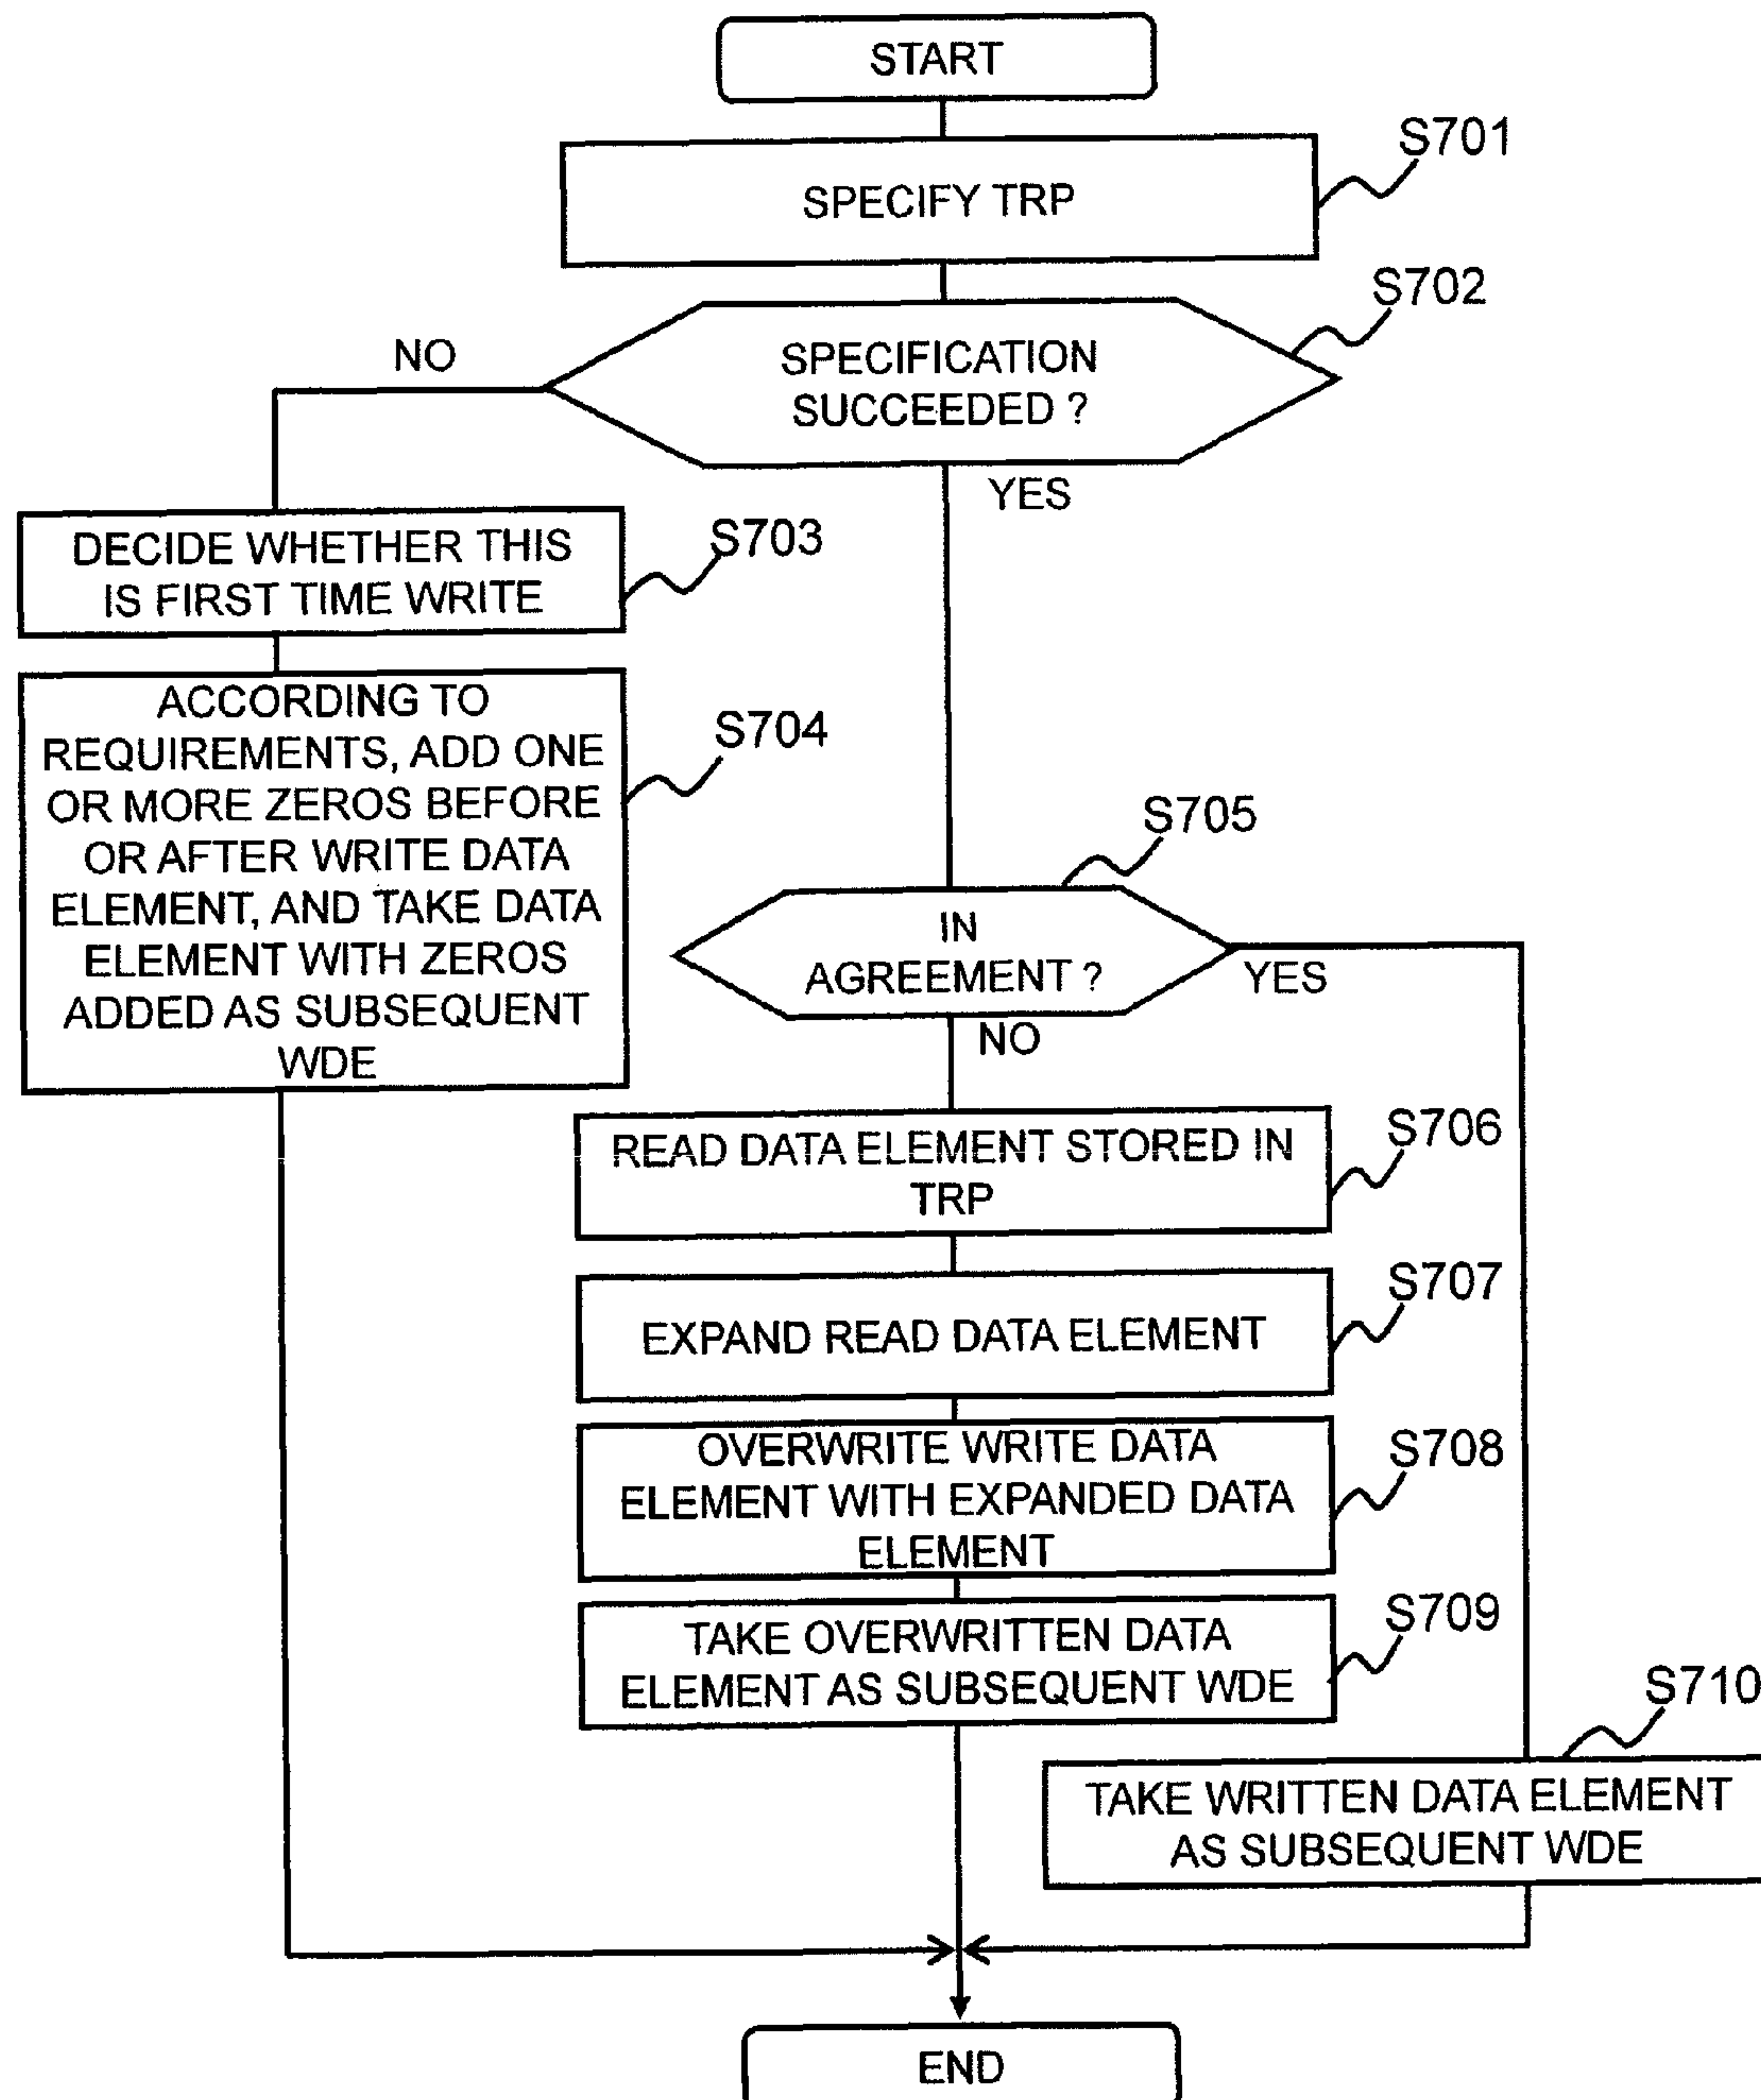 START
S701
SPECIFY TRP
S702
NO
SPECIFICATION
SUCCEEDED ?
YES
DECIDE WHETHER THIS
IS FIRST TIME WRITE
S703
ACCORDING TO
REQUIREMENTS, ADD ONE
OR MORE ZEROS BEFORE
OR AFTER WRITE DATA
ELEMENT, AND TAKE DATA
ELEMENT WITH ZEROS
ADDED AS SUBSEQUENT
WDE
S704
S705
IN
AGREEMENT ?
YES
NO
READ DATA ELEMENT STORED IN
TRP
S706
EXPAND READ DATA ELEMENT
S707
OVERWRITE WRITE DATA
ELEMENT WITH EXPANDED DATA
ELEMENT
S708
TAKE OVERWRITTEN DATA
ELEMENT AS SUBSEQUENT WDE
S709
S710
TAKE WRITTEN DATA ELEMENT
AS SUBSEQUENT WDE
END